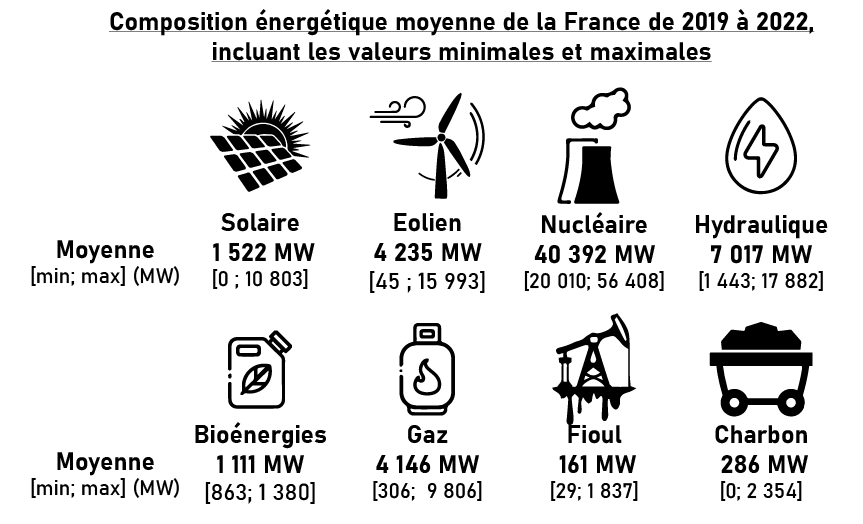 Composition énergétique moyenne de la France de 2019 à 2022,
incluant les valeurs minimales et maximales
Solaire Eolien Nucléaire Hydraulique
Moyenne 1 522 MW 4 235 MW 40 392 MW 7 017 MW
[min; max] (MW) [0 ; 10 803] [45 ; 15 993] [20 010; 56 408] [1 443; 17 882]
Bioénergies Gaz Fioul Charbon
Moyenne 1 111 MW 4 146 MW 161 MW 286 MW
[min; max] (MW) [863; 1 380] [306; 9 806] [29; 1 837] [0; 2 354]